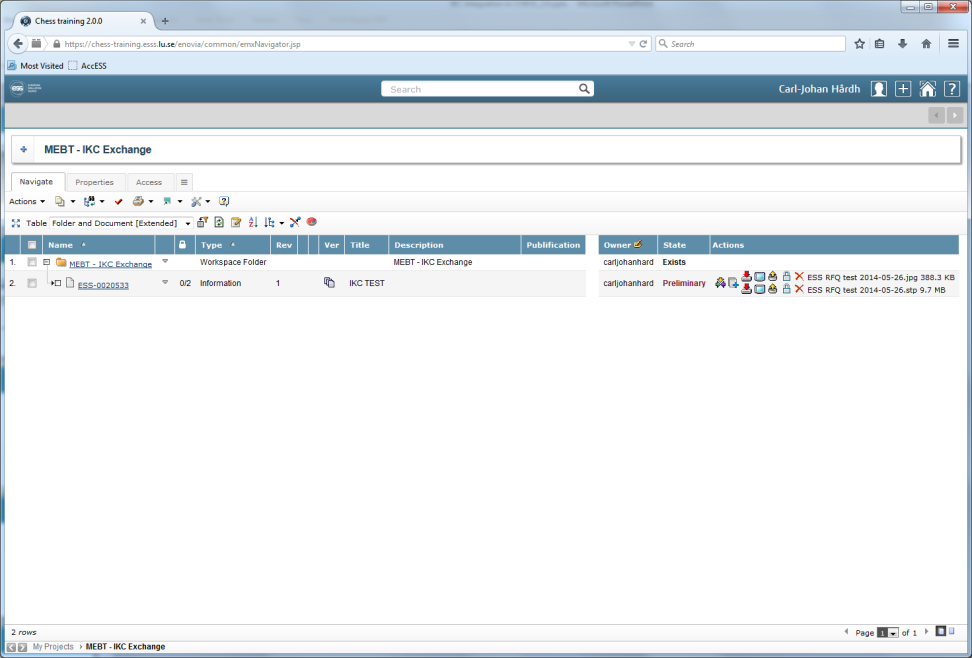 Chess training 2.0.0
https://chess-training.esss.lu.se/enovia/common/emxNavigator.jsp
Search
Most Visited AccESS
ess
Search
Carl-Johan Hårdh
MEBT - IKC Exchange
Navigate Properties Access
Actions
Table Folder and Document [Extended]
Name Type Rev Ver Title Description Publification Owner State Actions
1. MEBT - IKC Exchange Workspace Folder MEBT - IKC Exchange carljohanhard Exists
2. ESS-0020533 0/2 Information 1 IKC TEST carljohanhard Preliminary ESS RFQ test 2014-05-26.jpg 388.3 KB
ESS RFQ test 2014-05-26.stp 9.7 MB
2 rows Page 1 of 1
My Projects › MEBT - IKC Exchange